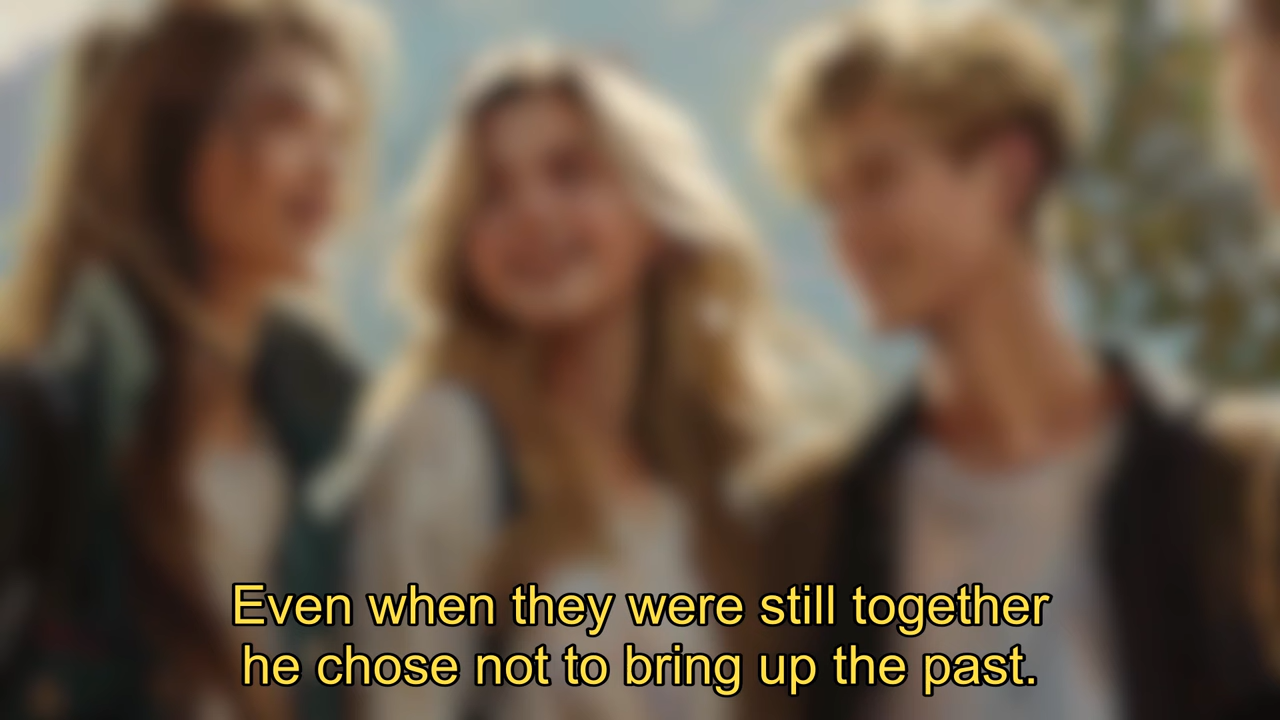 Even when they were still together
he chose not to bring up the past.